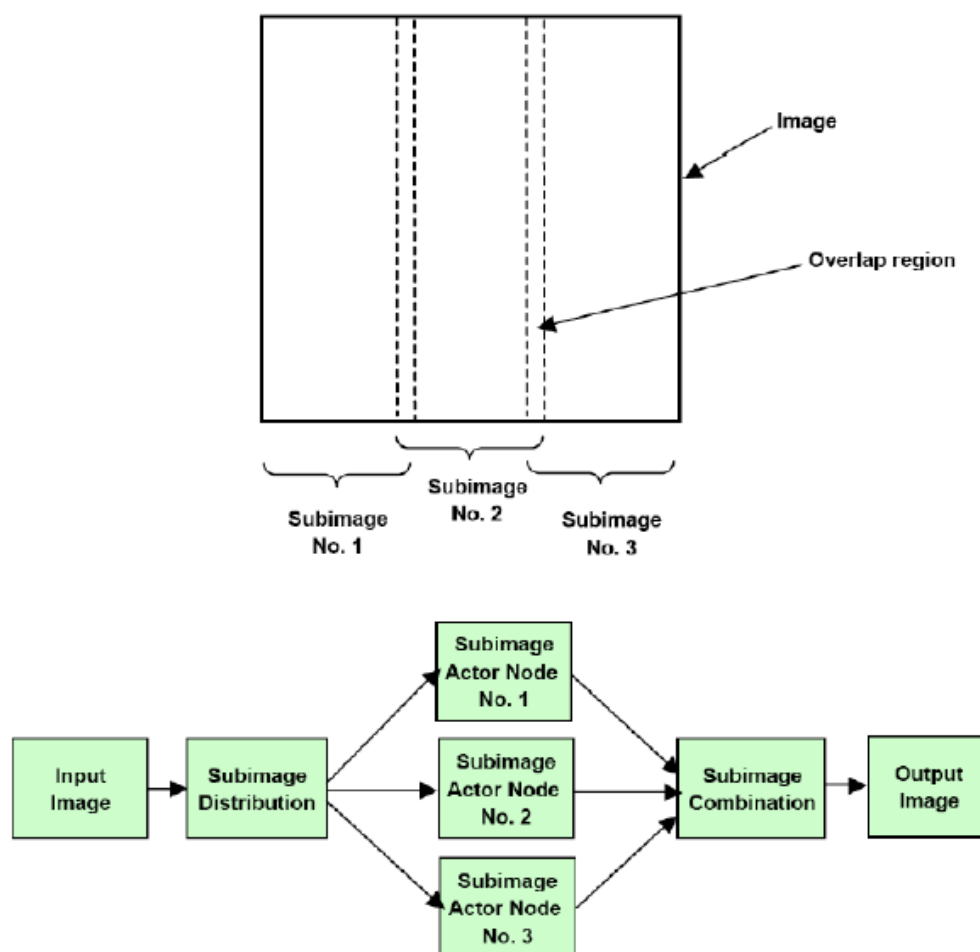 Image
Overlap region
Subimage
No. 1
Subimage
No. 2
Subimage
No. 3
Subimage
Actor Node
No. 1
Input
Image
Subimage
Distribution
Subimage
Actor Node
No. 2
Subimage
Combination
Output
Image
Subimage
Actor Node
No. 3